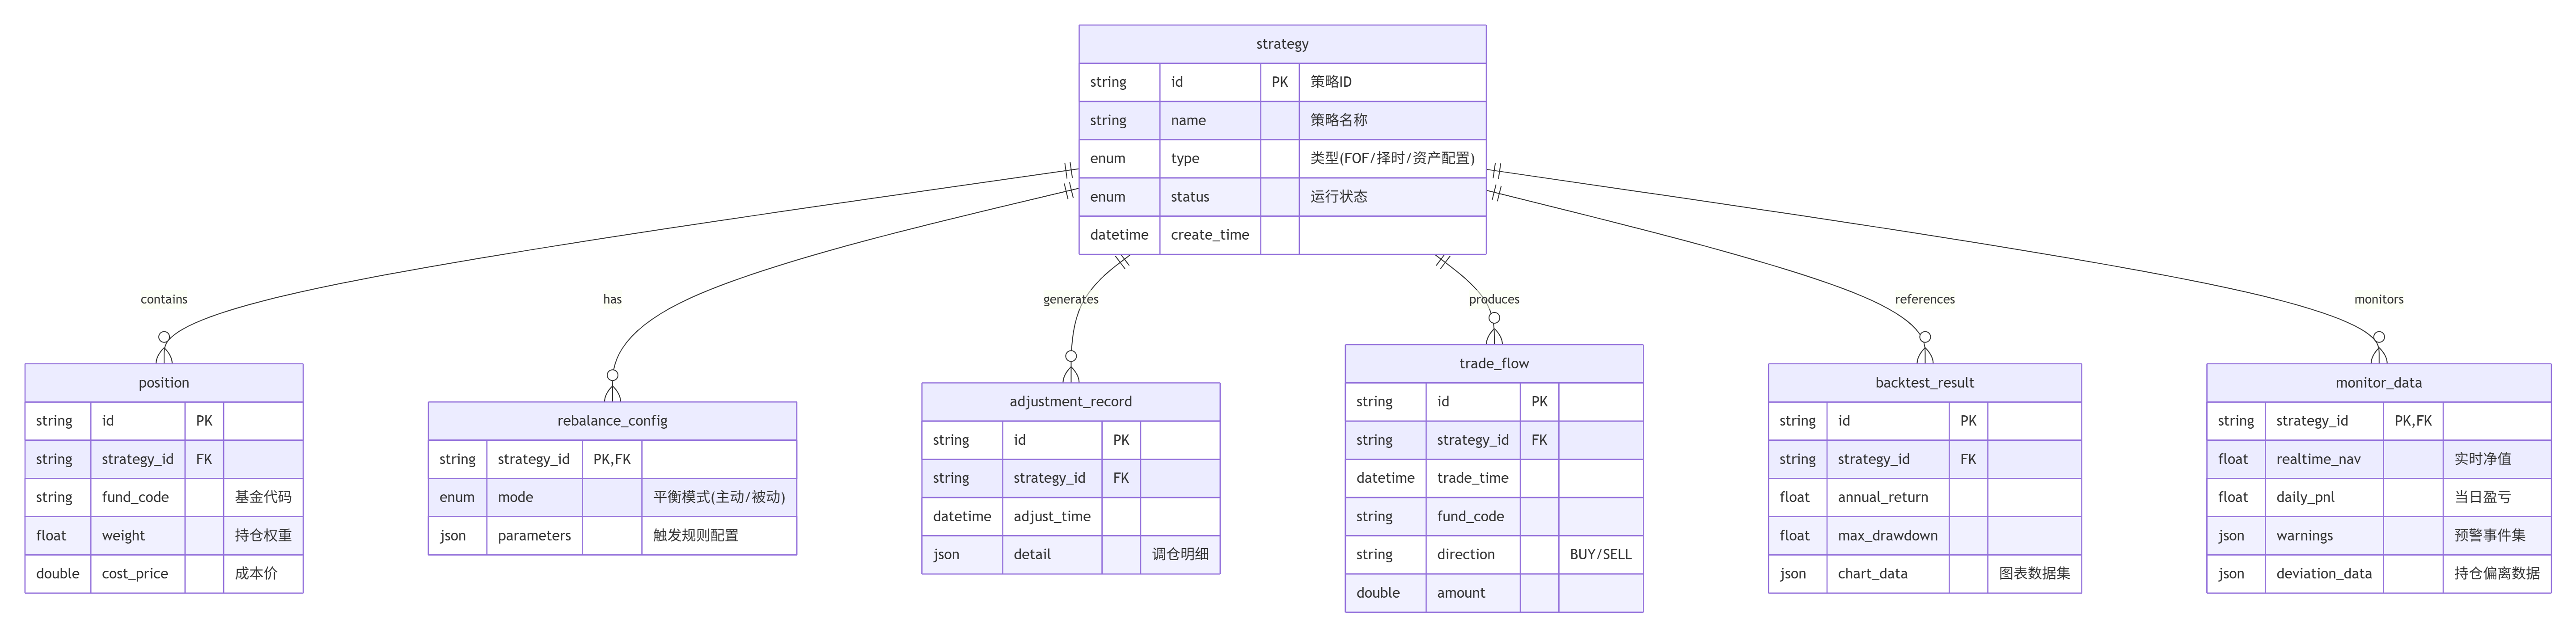 strategy
string id PK 策略ID
string name 策略名称
enum type 类型(FOF/择时/资产配置)
enum status 运行状态
datetime create_time
contains
has
generates
produces
references
monitors
position
string id PK
string strategy_id FK
string fund_code 基金代码
float weight 持仓权重
double cost_price 成本价
rebalance_config
string strategy_id PK,FK
enum mode 平衡模式(主动/被动)
json parameters 触发规则配置
adjustment_record
string id PK
string strategy_id FK
datetime adjust_time
json detail 调仓明细
trade_flow
string id PK
string strategy_id FK
datetime trade_time
string fund_code
string direction BUY/SELL
double amount
backtest_result
string id PK
string strategy_id FK
float annual_return
float max_drawdown
json chart_data 图表数据集
monitor_data
string strategy_id PK,FK
float realtime_nav 实时净值
float daily_pnl 当日盈亏
json warnings 预警事件集
json deviation_data 持仓偏离数据